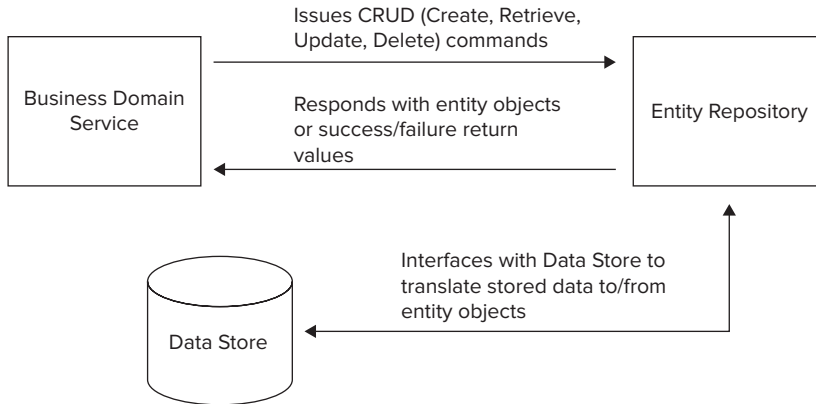 Issues CRUD (Create, Retrieve,
Update, Delete) commands
Business Domain
Service
Entity Repository
Responds with entity objects
or success/failure return
values
Interfaces with Data Store to
translate stored data to/from
entity objects
Data Store